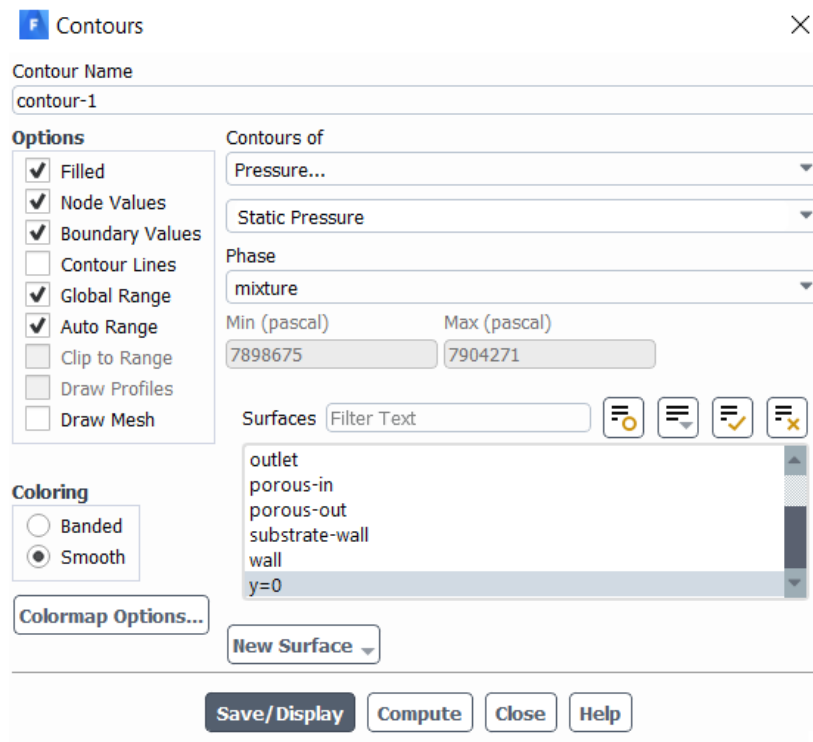 F Contours
Contour Name
contour-1
Options
Filled
Node Values
Boundary Values
Contour Lines
Global Range
Auto Range
Clip to Range
Draw Profiles
Draw Mesh
Coloring
Banded
Smooth
Colormap Options...
Contours of
Pressure...
Static Pressure
Phase
mixture
Min (pascal) Max (pascal)
7898675 7904271
Surfaces Filter Text
outlet
porous-in
porous-out
substrate-wall
wall
y=0
New Surface
Save/Display Compute Close Help